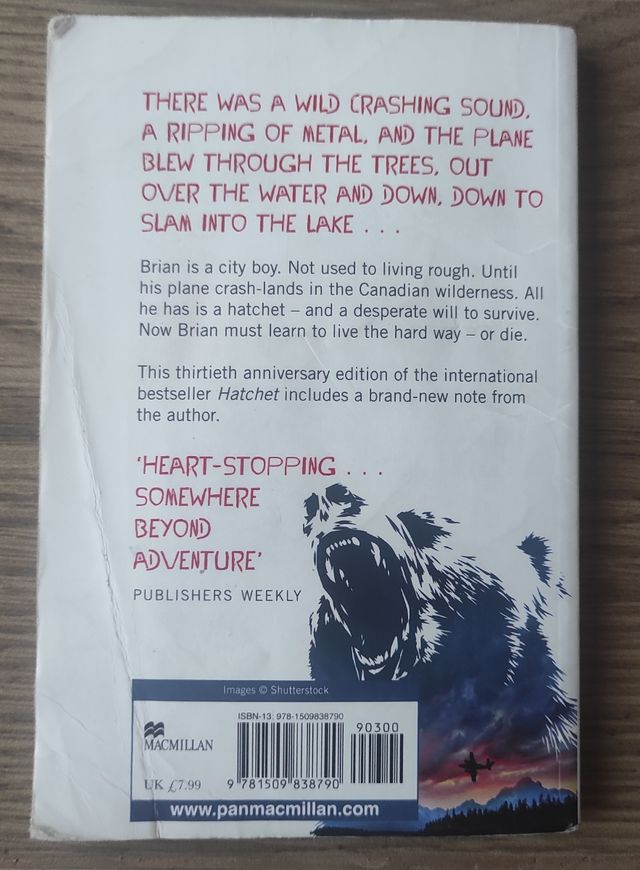 THERE WAS A WILD CRASHING SOUND,
A RIPPING OF METAL, AND THE PLANE
BLEW THROUGH THE TREES, OUT
OVER THE WATER AND DOWN, DOWN TO
SLAM INTO THE LAKE . . .
Brian is a city boy. Not used to living rough. Until
his plane crash-lands in the Canadian wilderness. All
he has is a hatchet – and a desperate will to survive.
Now Brian must learn to live the hard way – or die.
This thirtieth anniversary edition of the international
bestseller Hatchet includes a brand-new note from
the author.
‘HEART-STOPPING . . .
SOMEWHERE
BEYOND
ADVENTURE’
PUBLISHERS WEEKLY
Images © Shutterstock
ISBN-13: 978-1509838790
90300
MACMILLAN
UK £7.99
9 781509 838790
www.panmacmillan.com